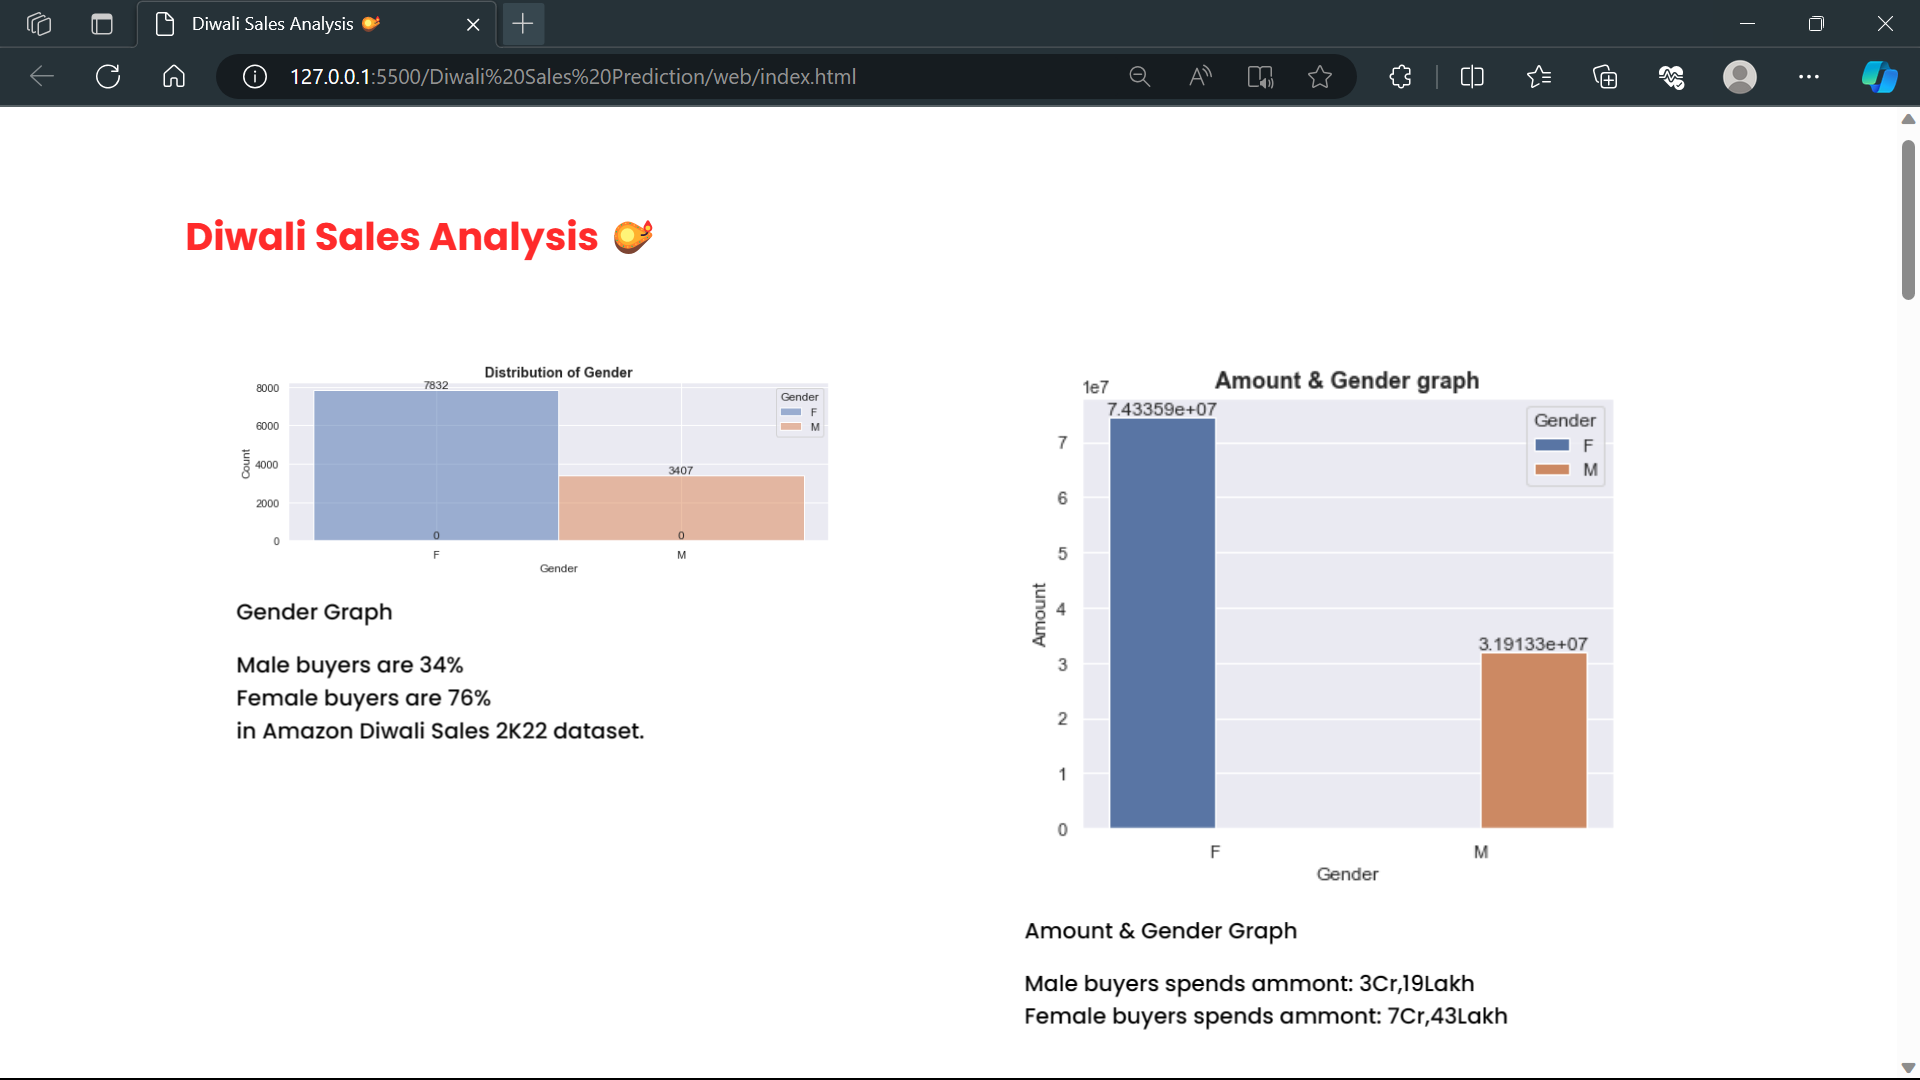 Diwali Sales Analysis 🪔
127.0.0.1:5500/Diwali%20Sales%20Prediction/web/index.html
Diwali Sales Analysis 🪔
Distribution of Gender
7832
3407
0
0
8000
6000
4000
2000
0
Count
Gender
F
M
F
M
Gender
Gender Graph
Male buyers are 34%
Female buyers are 76%
in Amazon Diwali Sales 2K22 dataset.
1e7
Amount & Gender graph
7.43359e+07
3.19133e+07
Gender
F
M
7
6
5
4
3
2
1
0
Amount
F
M
Gender
Amount & Gender Graph
Male buyers spends ammont: 3Cr,19Lakh
Female buyers spends ammont: 7Cr,43Lakh